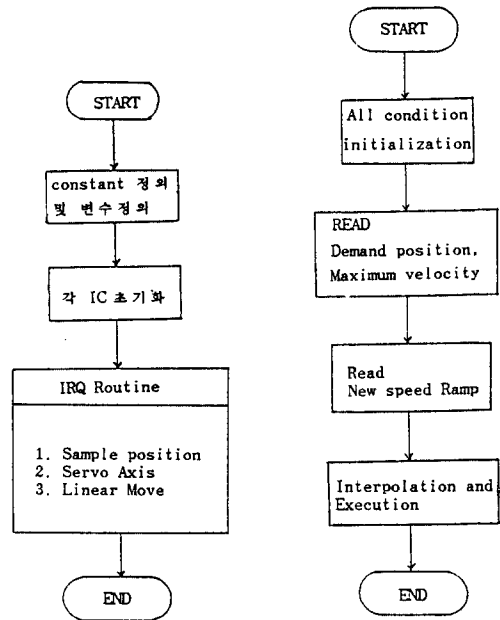 START
constant 정의
및 변수정의
각 IC 초기화
IRQ Routine
1. Sample position
2. Servo Axis
3. Linear Move
END
START
All condition
initialization
READ
Demand position,
Maximum velocity
Read
New speed Ramp
Interpolation and
Execution
END